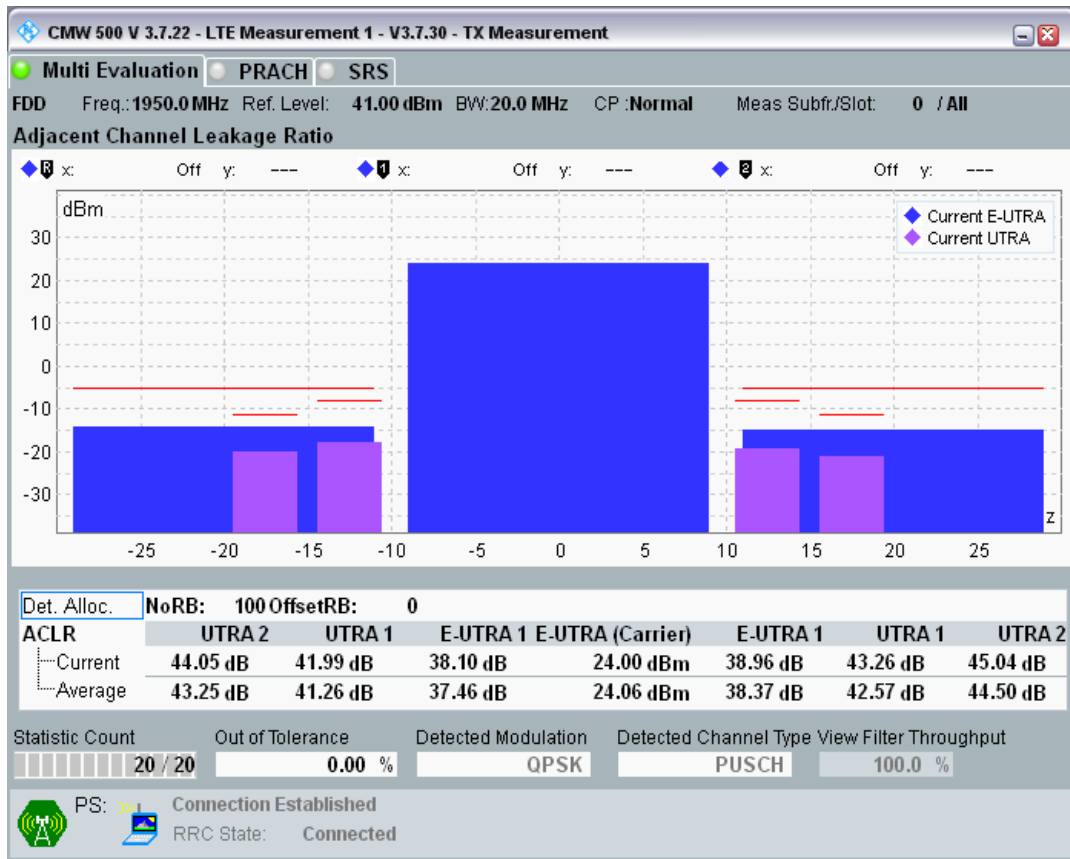 CMW 500 V 3.7.22 - LTE Measurement 1 - V3.7.30 - TX Measurement
Multi Evaluation PRACH SRS
FDD Freq.: 1950.0 MHz Ref. Level: 41.00 dBm BW: 20.0 MHz CP :Normal Meas Subfr./Slot: 0 / All
Adjacent Channel Leakage Ratio
R x: Off y: --- 1 x: Off y: --- 2 x: Off y: ---
dBm
Current E-UTRA
Current UTRA
30
20
10
0
-10
-20
-30
z
-25 -20 -15 -10 -5 0 5 10 15 20 25
Det. Alloc. NoRB: 100 OffsetRB: 0
ACLR UTRA 2 UTRA 1 E-UTRA 1 E-UTRA (Carrier) E-UTRA 1 UTRA 1 UTRA 2
Current 44.05 dB 41.99 dB 38.10 dB 24.00 dBm 38.96 dB 43.26 dB 45.04 dB
Average 43.25 dB 41.26 dB 37.46 dB 24.06 dBm 38.37 dB 42.57 dB 44.50 dB
Statistic Count Out of Tolerance Detected Modulation Detected Channel Type View Filter Throughput
20 / 20 0.00 % QPSK PUSCH 100.0 %
PS: Connection Established
RRC State: Connected